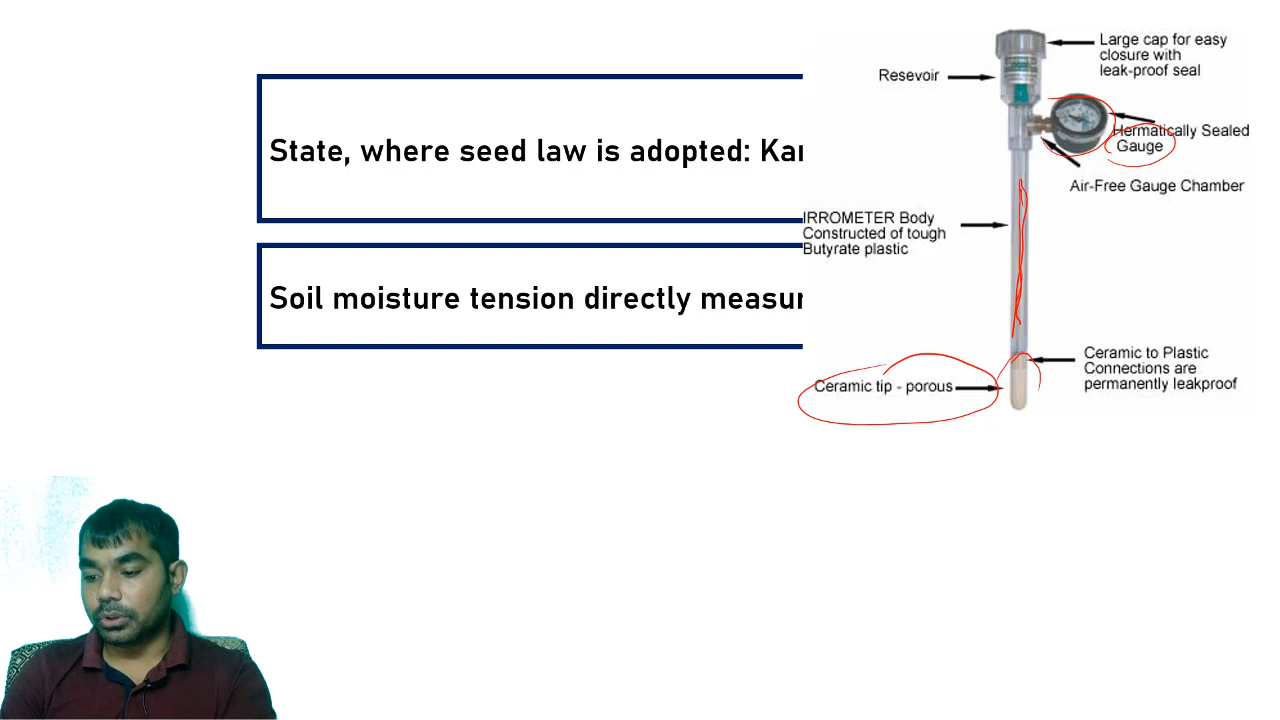 State, where seed law is adopted: Kar
Soil moisture tension directly measur
Large cap for easy
closure with
leak-proof seal
Resevoir
Hermatically Sealed
Gauge
Air-Free Gauge Chamber
IRROMETER Body
Constructed of tough
Butyrate plastic
Ceramic to Plastic
Connections are
permanently leakproof
Ceramic tip - porous